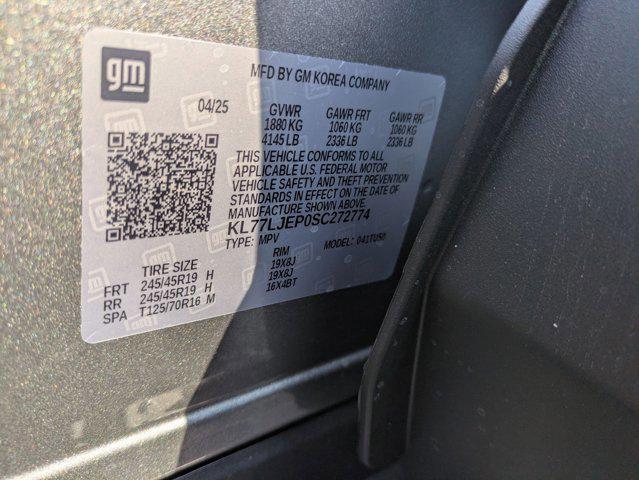 gm
MFD BY GM KOREA COMPANY
04/25 GVWR GAWR FRT GAWR RR
1880 KG 1060 KG 1060 KG
4145 LB 2336 LB 2336 LB
THIS VEHICLE CONFORMS TO ALL
APPLICABLE U.S. FEDERAL MOTOR
VEHICLE SAFETY AND THEFT PREVENTION
STANDARDS IN EFFECT ON THE DATE OF
MANUFACTURE SHOWN ABOVE.
KL77LJEP0SC272774
TYPE: MPV MODEL: 041TU50
TIRE SIZE RIM
FRT 245/45R19 H 19X8J
RR 245/45R19 H 19X8J
SPA T125/70R16 M 16X4BT